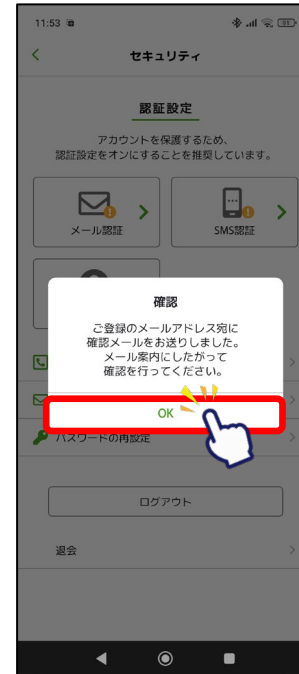 11:53
81
セキュリティ
認証設定
アカウントを保護するため、
認証設定をオンにすることを推奨しています。
メール認証
SMS認証
確認
ご登録のメールアドレス宛に
確認メールをお送りしました。
メール案内にしたがって
確認を行ってください。
OK
パスワードの再設定
ログアウト
退会